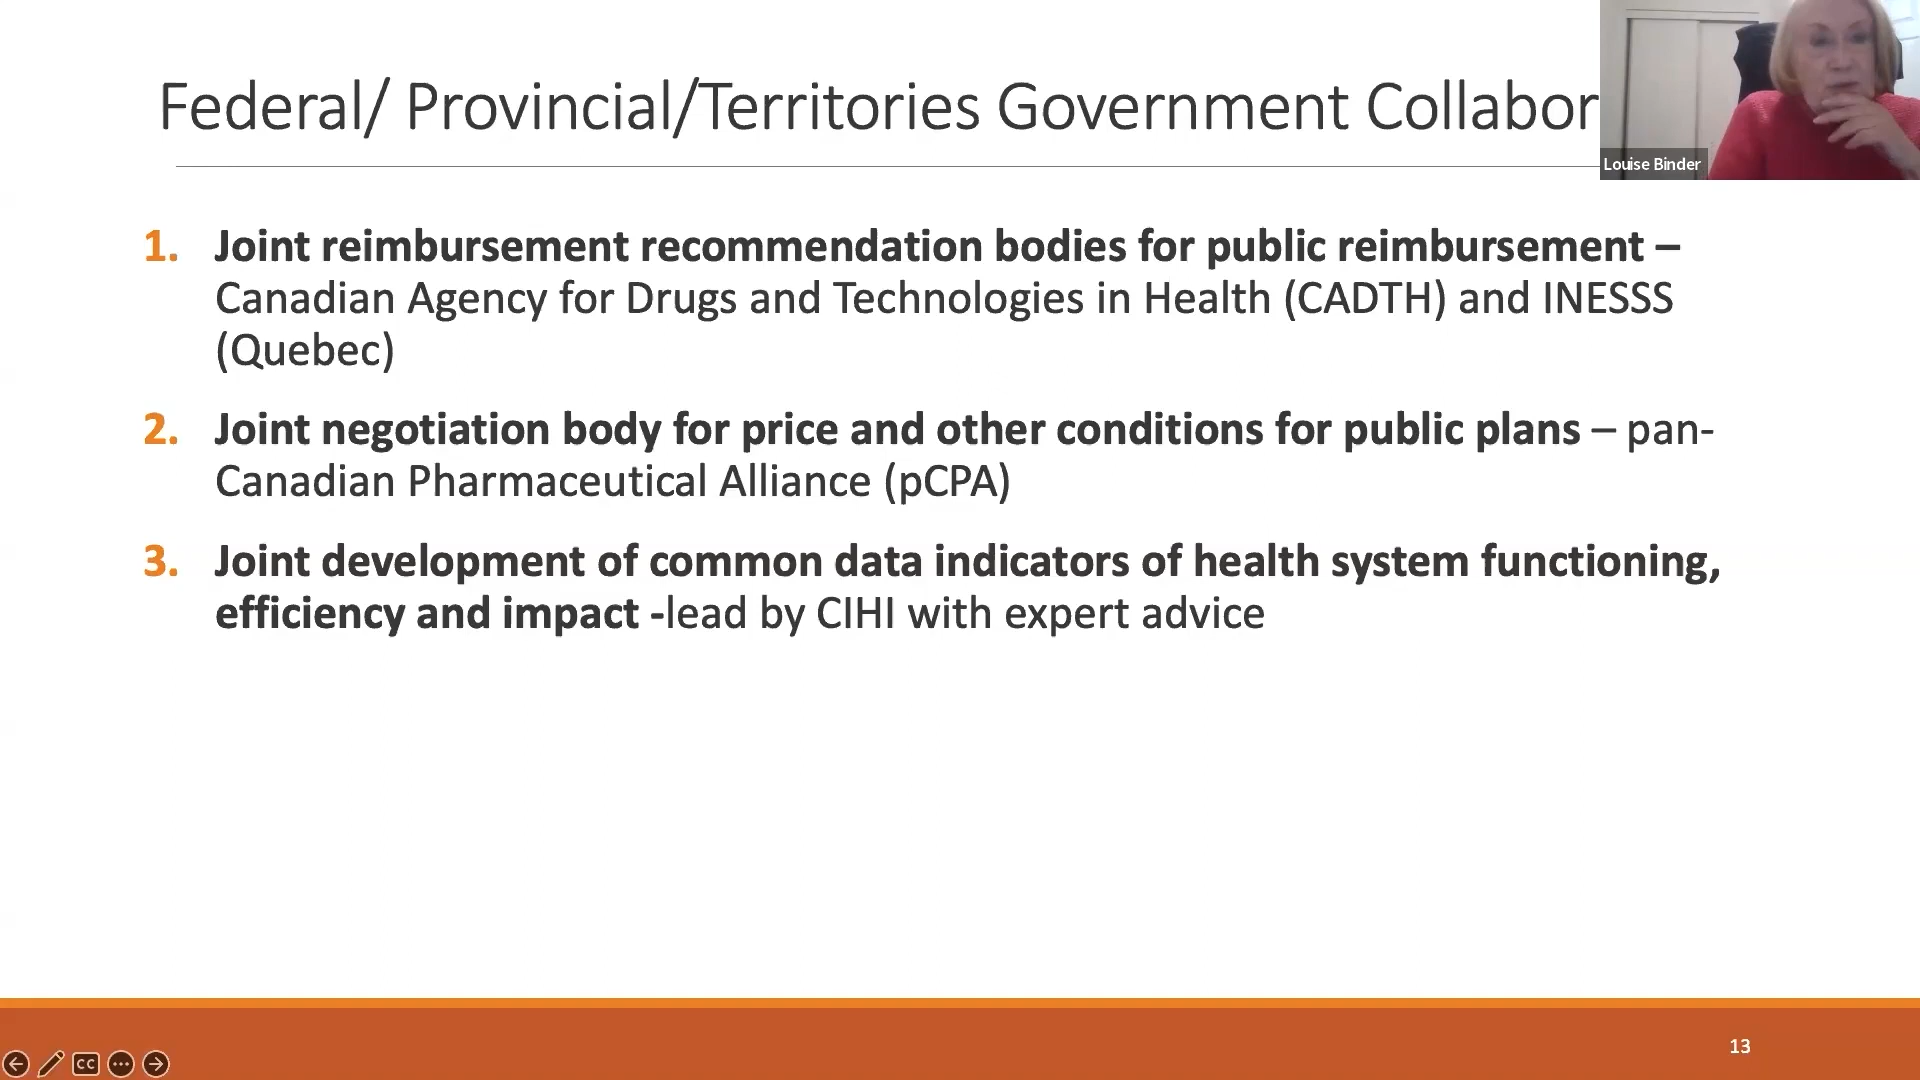 Federal/ Provincial/Territories Government Collabor
Louise Binder
1. Joint reimbursement recommendation bodies for public reimbursement –
Canadian Agency for Drugs and Technologies in Health (CADTH) and INESSS
(Quebec)
2. Joint negotiation body for price and other conditions for public plans – pan-
Canadian Pharmaceutical Alliance (pCPA)
3. Joint development of common data indicators of health system functioning,
efficiency and impact -lead by CIHI with expert advice
13
CC